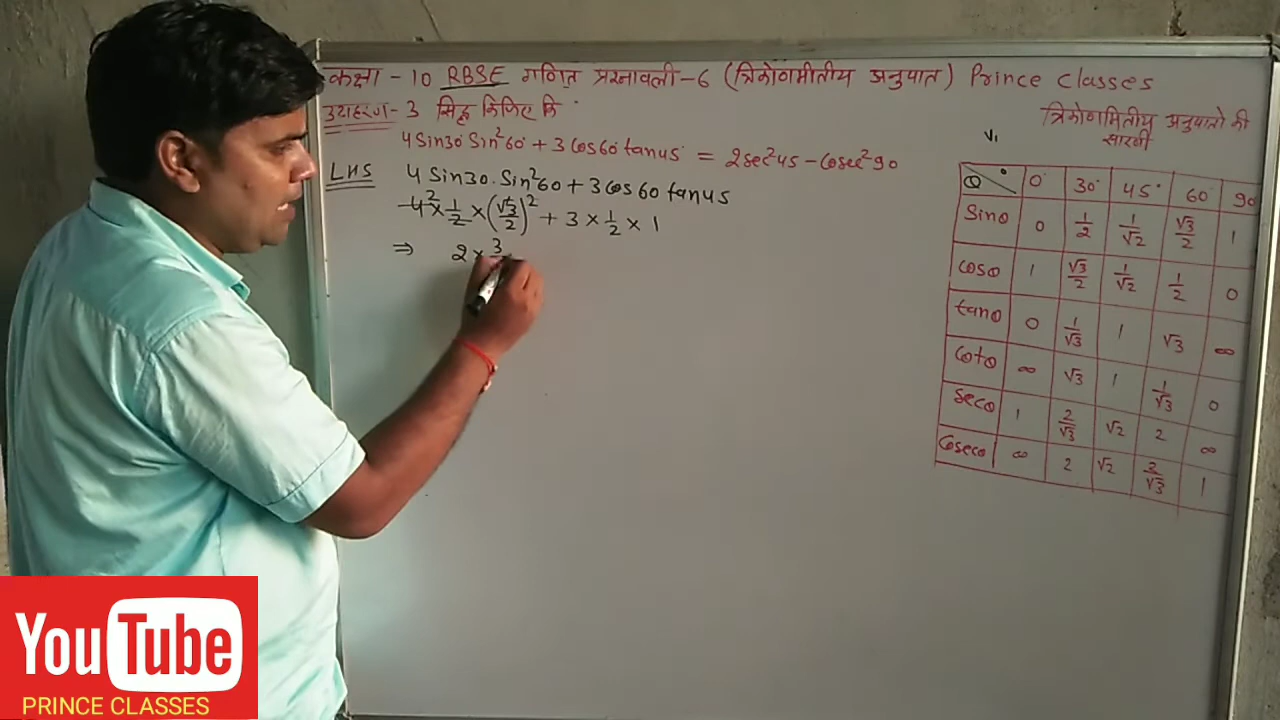 कक्षा - 10 RBSE गणित प्रश्नावली - 6 (त्रिकोणमितीय अनुपात) Prince Classes
उदाहरण - 3 सिद्ध किजिए कि
4 Sin30° Sin²60° + 3 Cos60° tan45° = 2 sec²45 - Cosec²90
LHS 4 Sin30. Sin²60 + 3 Cos 60 tan45
4² × 1/2 × (√3/2)² + 3 × 1/2 × 1
⇒ 2 × 3
त्रिकोणमितीय अनुपातो की
सारणी
V1
θ ° 0° 30° 45° 60° 90
Sinθ 0 1/2 1/√2 √3/2 1
cosθ 1 √3/2 1/√2 1/2 0
tanθ 0 1/√3 1 √3 ∞
Cotθ ∞ √3 1 1/√3 0
Secθ 1 2/√3 √2 2 ∞
Cosecθ ∞ 2 √2 2/√3 1
YouTube
PRINCE CLASSES